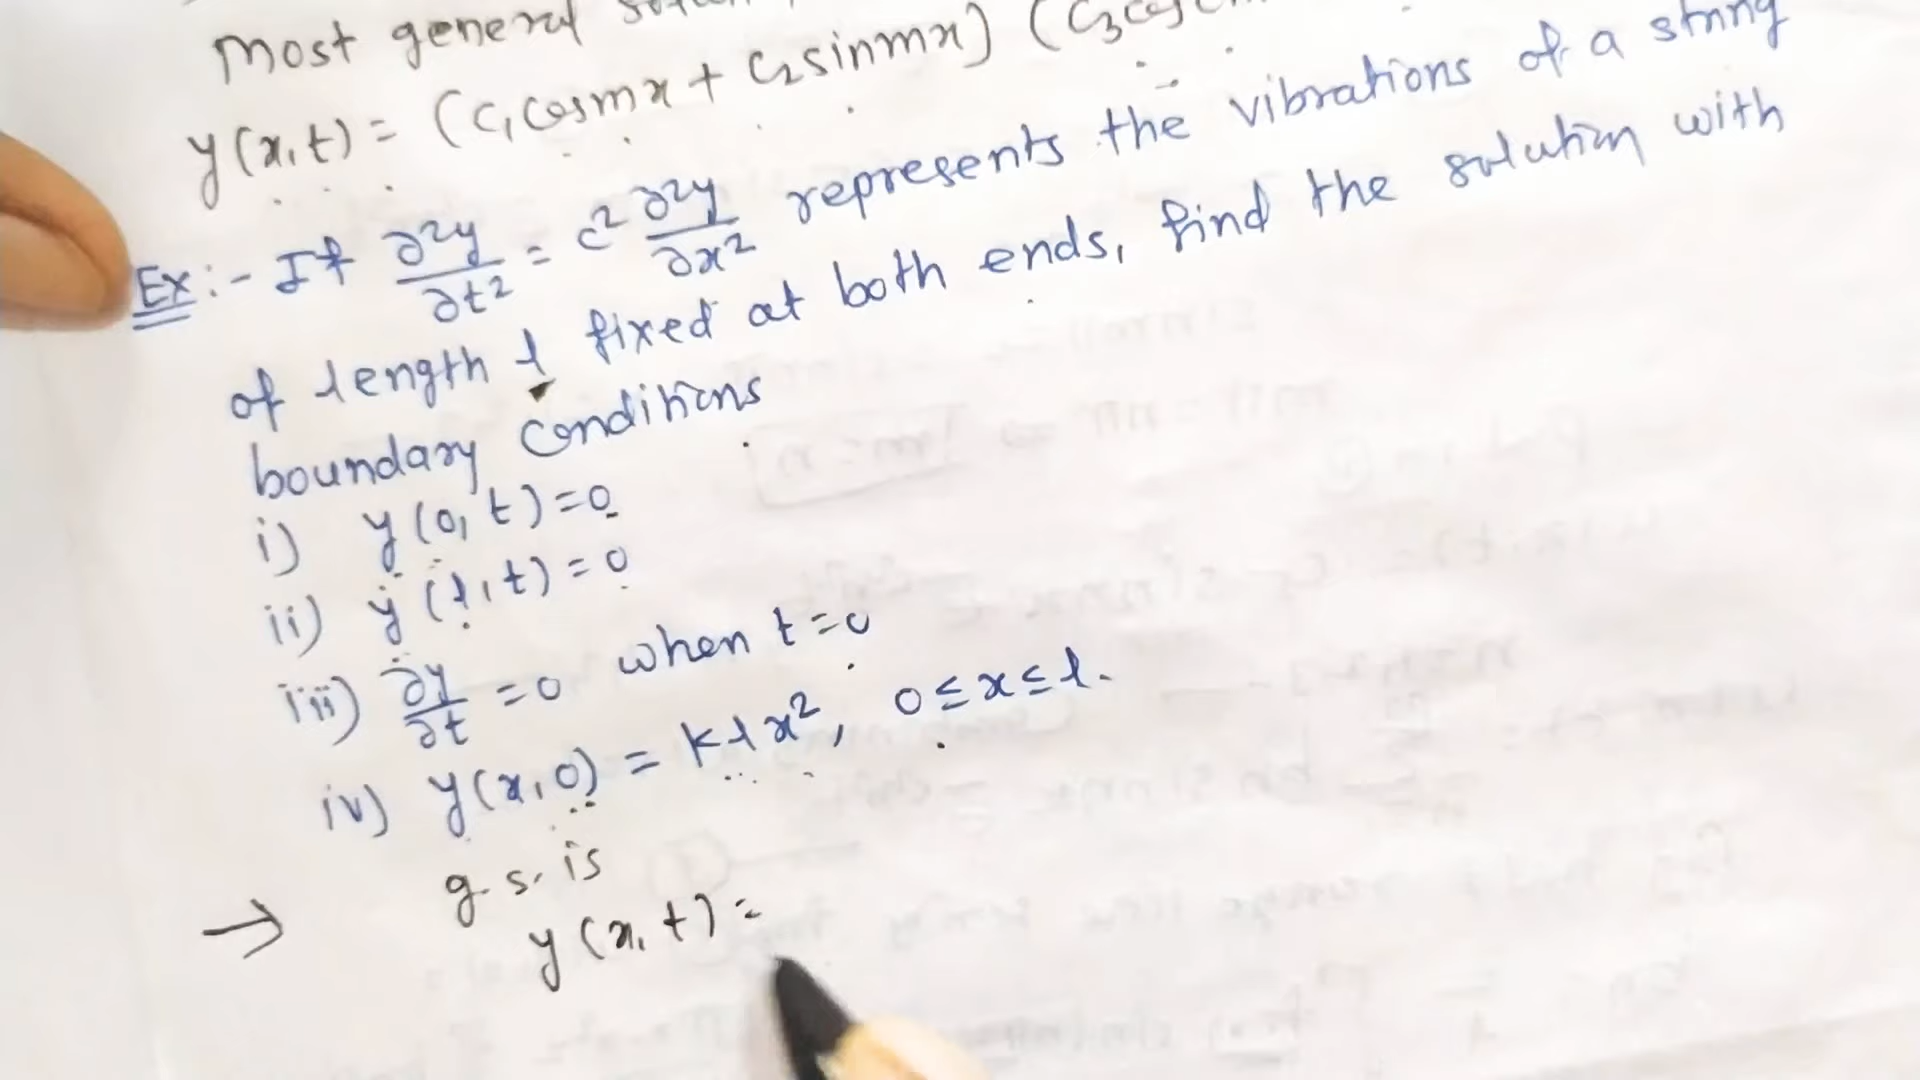 Most general
y(x,t) = (c₁cosmx + c₂sinmx) (c₃cos
Ex:- If ∂²y/∂t² = c² ∂²y/∂x² represents the vibrations of a string
of length l fixed at both ends, find the solution with
boundary conditions
i) y(0,t)=0
ii) y(l,t)=0
iii) ∂y/∂t =0 when t=0
iv) y(x,0) = klx², 0≤x≤l.
→ g.s. is
y(x,t) =